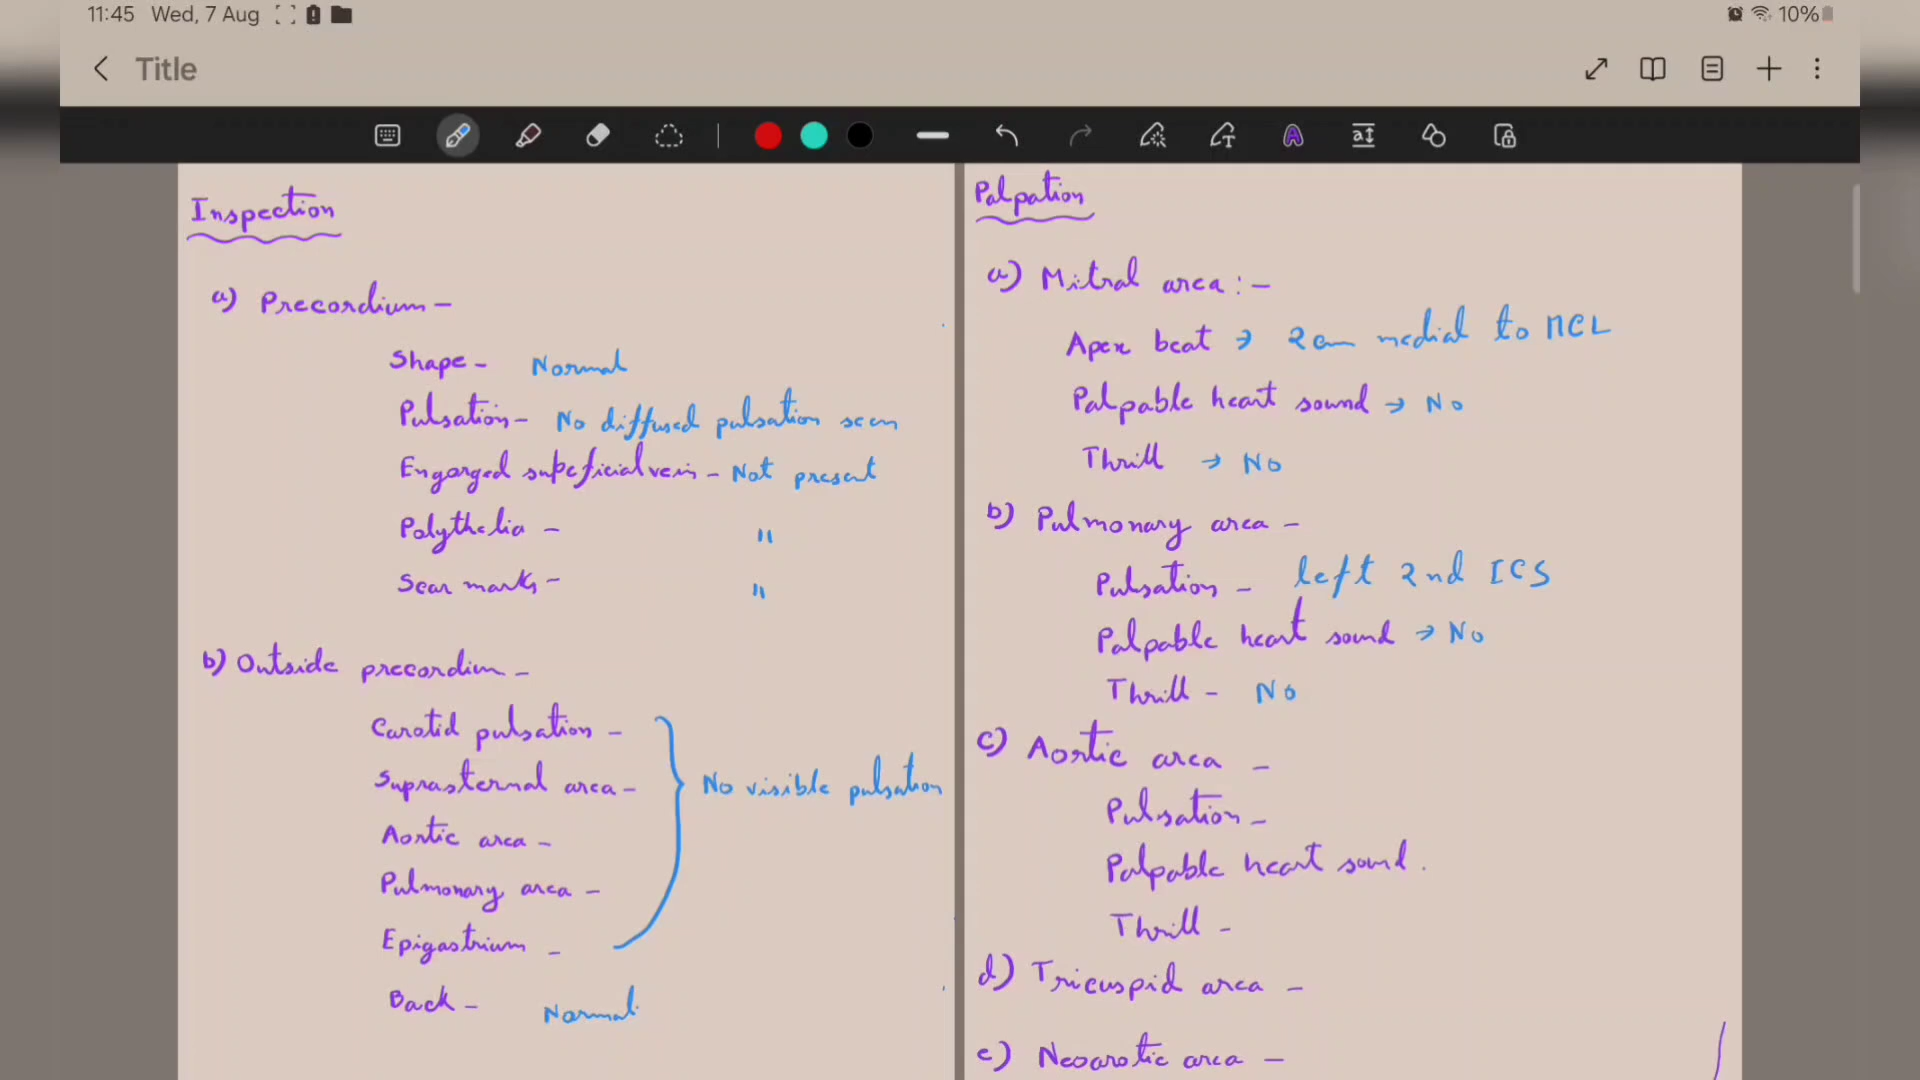 11:45 Wed, 7 Aug
10%
Title
Inspection
a) Precordium -
Shape - Normal
Pulsation - No diffused pulsation seen
Engorged supeficial vein - Not present
Polythelia - "
Scar marks - "
b) Outside precordium -
Carotid pulsation -
Suprasternal area -
Aortic area -
Pulmonary area -
Epigastrium -
No visible pulsation
Back - Normal
Palpation
a) Mitral area :-
Apex beat → 2cm medial to MCL
Palpable heart sound → No
Thrill → No
b) Pulmonary area -
Pulsation - left 2nd ICS
Palpable heart sound → No
Thrill - No
c) Aortic area -
Pulsation -
Palpable heart sound .
Thrill -
d) Tricuspid area -
e) Neoarotic area -